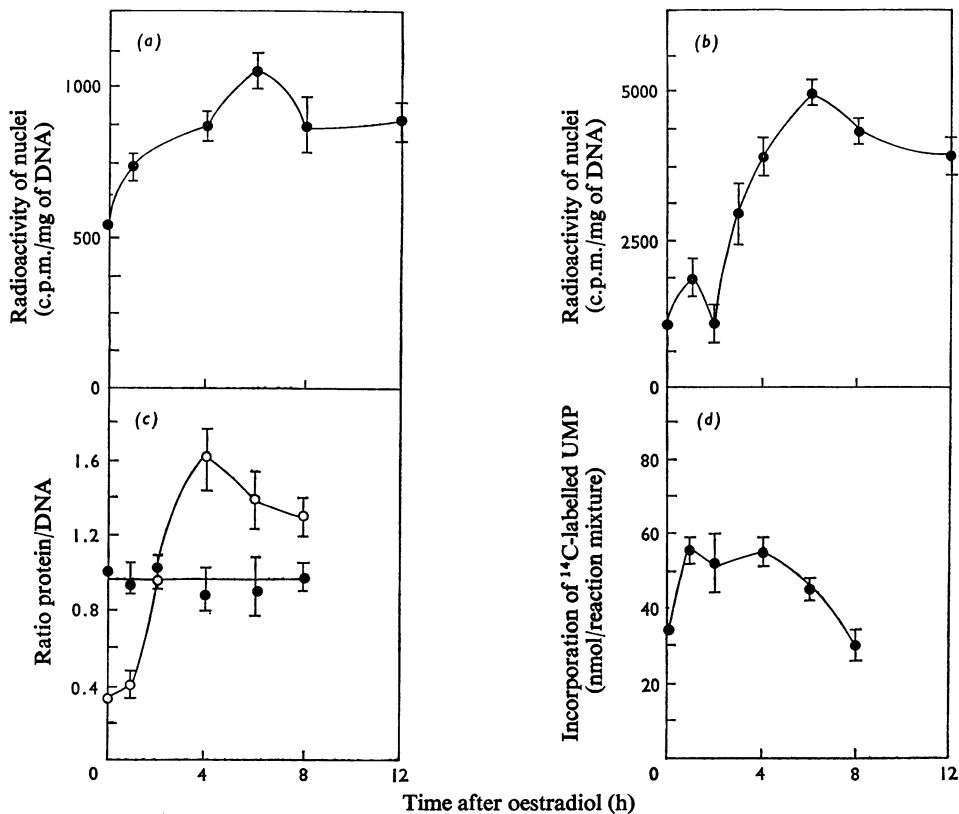 (a)
Radioactivity of nuclei
(c.p.m./mg of DNA)
1000
500
0
(b)
Radioactivity of nuclei
(c.p.m./mg of DNA)
5000
2500
0
(c)
Ratio protein/DNA
1.6
1.2
0.8
0.4
0
4
8
12
(d)
Incorporation of ¹⁴C-labelled UMP
(nmol/reaction mixture)
80
60
40
20
0
4
8
12
Time after oestradiol (h)